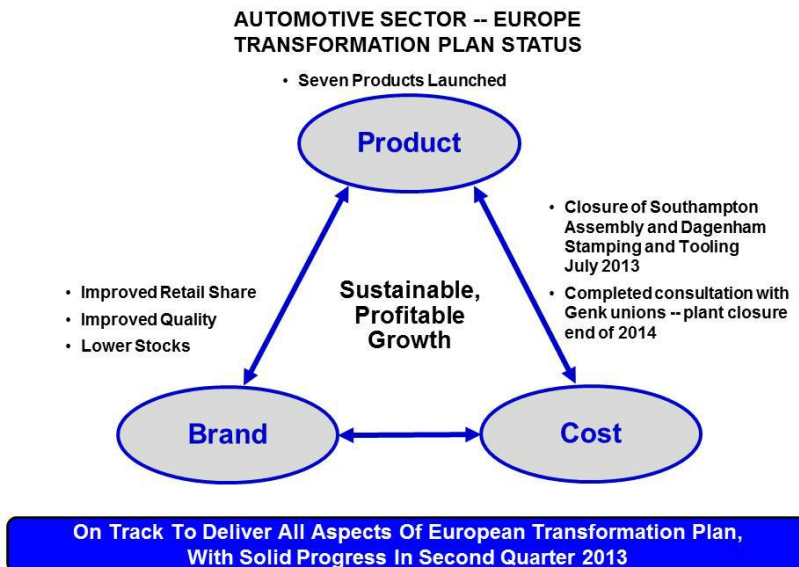 AUTOMOTIVE SECTOR -- EUROPE
TRANSFORMATION PLAN STATUS
• Seven Products Launched
Product
• Closure of Southampton
Assembly and Dagenham
Stamping and Tooling
July 2013
• Completed consultation with
Genk unions -- plant closure
end of 2014
• Improved Retail Share
• Improved Quality
• Lower Stocks
Sustainable,
Profitable
Growth
Brand
Cost
On Track To Deliver All Aspects Of European Transformation Plan,
With Solid Progress In Second Quarter 2013